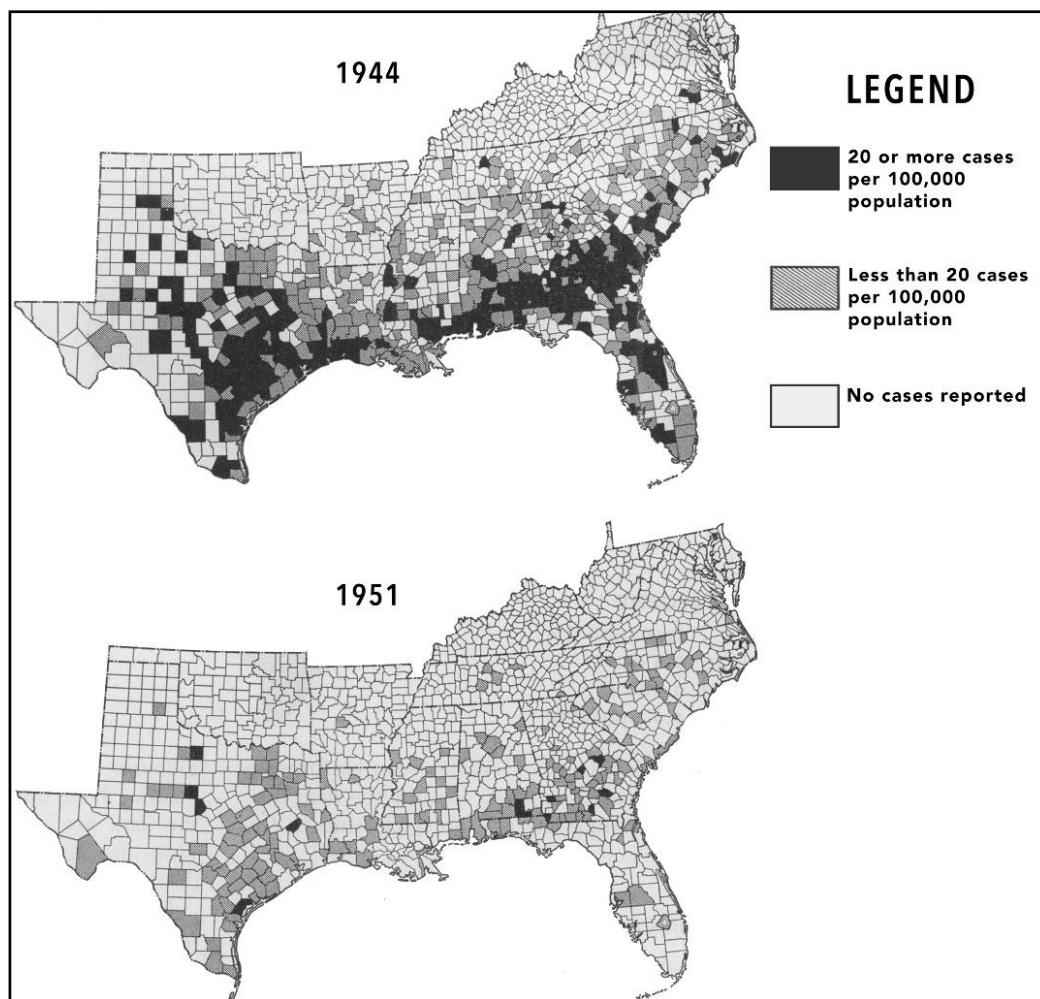 1944
LEGEND
20 or more cases
per 100,000
population
Less than 20 cases
per 100,000
population
No cases reported
1951